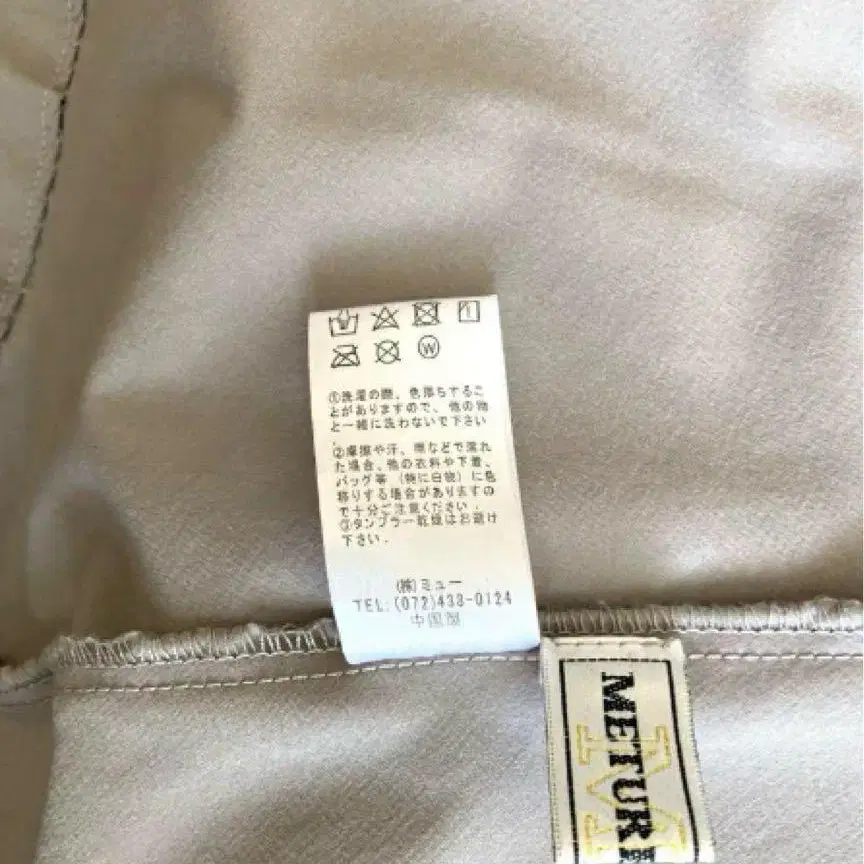 W
①洗濯の際、色落ちするこ
とがありますので、他の物
と一緒に洗わないで下さい
.
②摩擦や汗、雨などで濡れ
た場合、他の衣料や下着、
バッグ等（特に白物）に色
移りする場合がありますの
で十分ご注意ください.
③タンブラー乾燥はお避け
下さい.
(株)ミュー
TEL:(072)438-0124
中国製
METUR
M